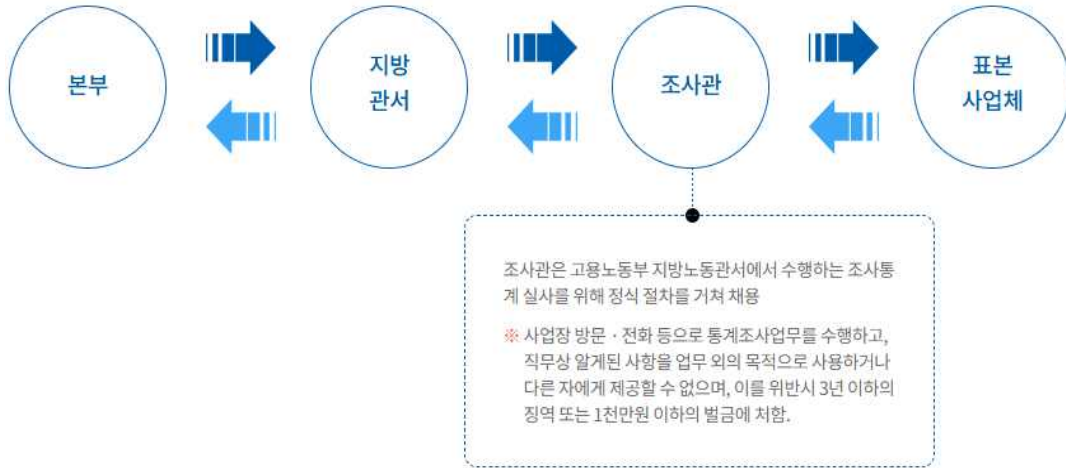 본부
지방
관서
조사관
표본
사업체
조사관은 고용노동부 지방노동관서에서 수행하는 조사통
계 실사를 위해 정식 절차를 거쳐 채용
※ 사업장 방문 · 전화 등으로 통계조사업무를 수행하고,
직무상 알게된 사항을 업무 외의 목적으로 사용하거나
다른 자에게 제공할 수 없으며, 이를 위반시 3년 이하의
징역 또는 1천만원 이하의 벌금에 처함.